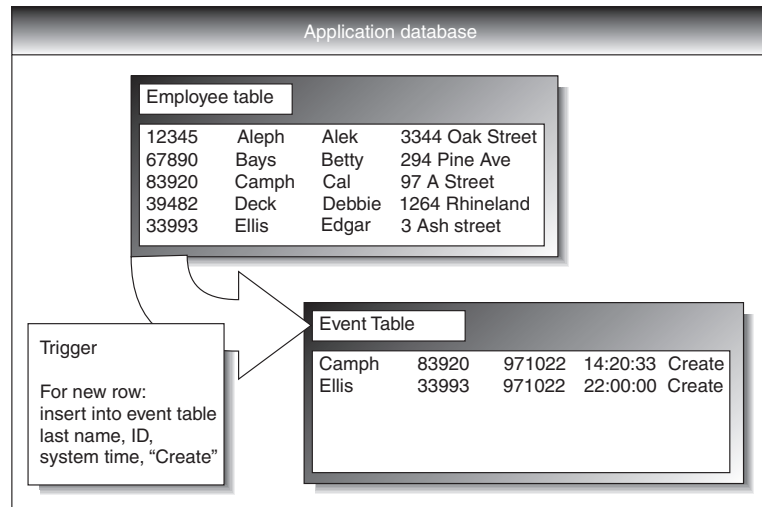 Application database
Employee table
12345 Aleph Alek 3344 Oak Street
67890 Bays Betty 294 Pine Ave
83920 Camph Cal 97 A Street
39482 Deck Debbie 1264 Rhineland
33993 Ellis Edgar 3 Ash street
Trigger
For new row:
insert into event table
last name, ID,
system time, “Create”
Event Table
Camph 83920 971022 14:20:33 Create
Ellis 33993 971022 22:00:00 Create